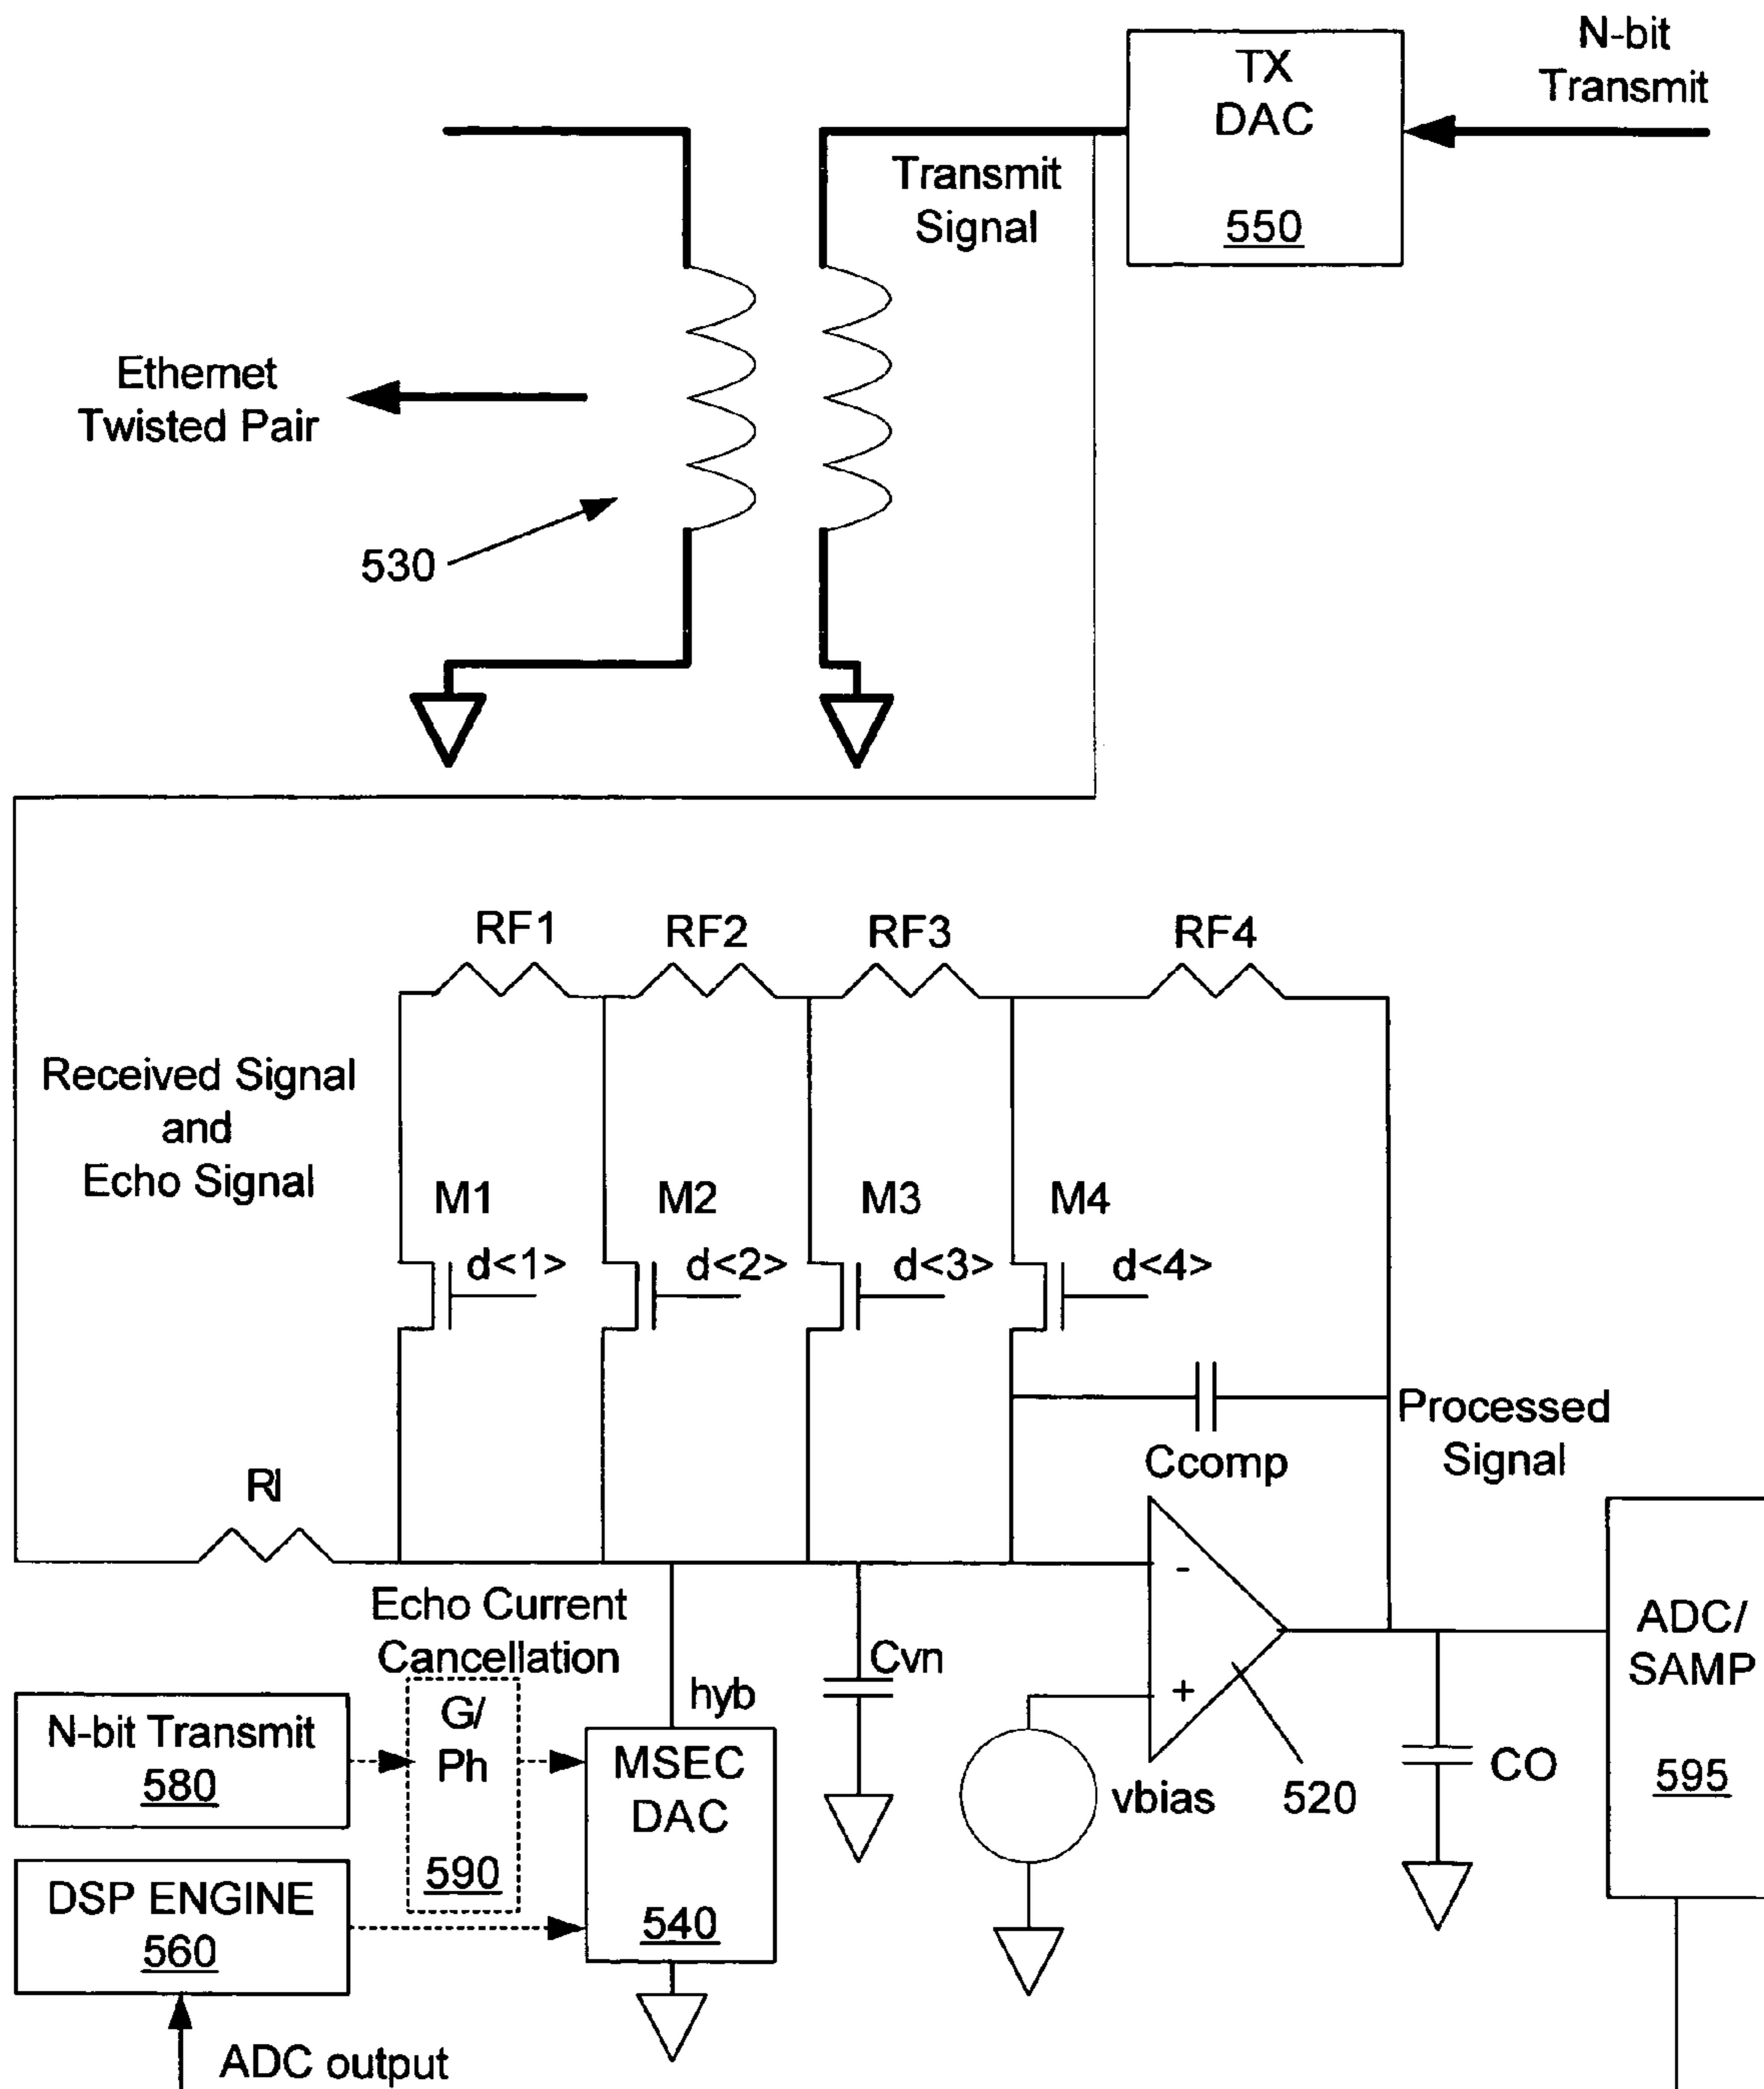 N-bit
Transmit
TX
DAC
550
Transmit
Signal
Ethernet
Twisted Pair
530
RF1
RF2
RF3
RF4
Received Signal
and
Echo Signal
M1
M2
M3
M4
d<1>
d<2>
d<3>
d<4>
Processed
Signal
Ccomp
RI
-
+
Echo Current
Cancellation
Cvn
hyb
ADC/
SAMP
595
N-bit Transmit
580
G/
Ph
590
MSEC
DAC
540
vbias
520
CO
DSP ENGINE
560
ADC output